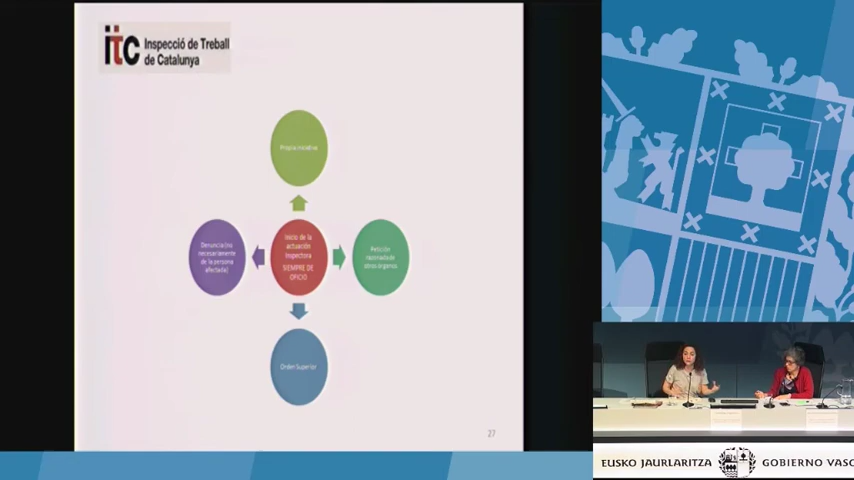 itc Inspecció de Treball
de Catalunya
Propia iniciativa
Denuncia (no
necesariamente
de la persona
afectada)
Inicio de la
actuación
inspectora
SIEMPRE DE
OFICIO
Petición
razonada de
otros órganos
Orden Superior
27
EUSKO JAURLARITZA GOBIERNO VASCO